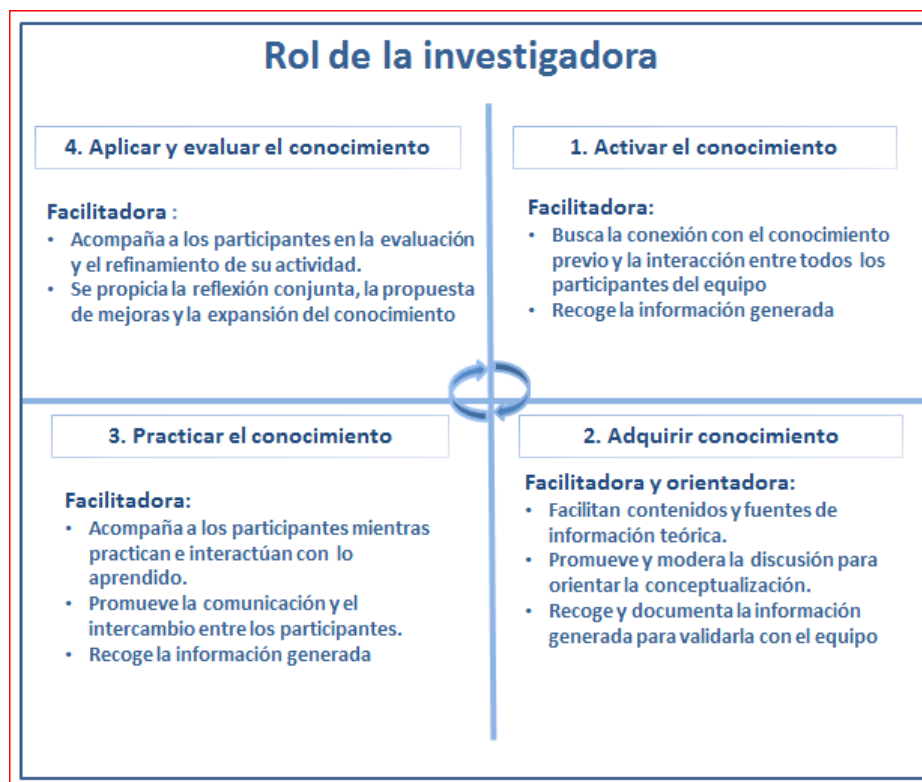 Rol de la investigadora
4. Aplicar y evaluar el conocimiento
Facilitadora :
• Acompaña a los participantes en la evaluación
y el refinamiento de su actividad.
• Se propicia la reflexión conjunta, la propuesta
de mejoras y la expansión del conocimiento
1. Activar el conocimiento
Facilitadora:
• Busca la conexión con el conocimiento
previo y la interacción entre todos los
participantes del equipo
• Recoge la información generada
3. Practicar el conocimiento
Facilitadora:
• Acompaña a los participantes mientras
practican e interactúan con lo
aprendido.
• Promueve la comunicación y el
intercambio entre los participantes.
• Recoge la información generada
2. Adquirir conocimiento
Facilitadora y orientadora:
• Facilitan contenidos y fuentes de
información teórica.
• Promueve y modera la discusión para
orientar la conceptualización.
• Recoge y documenta la información
generada para validarla con el equipo